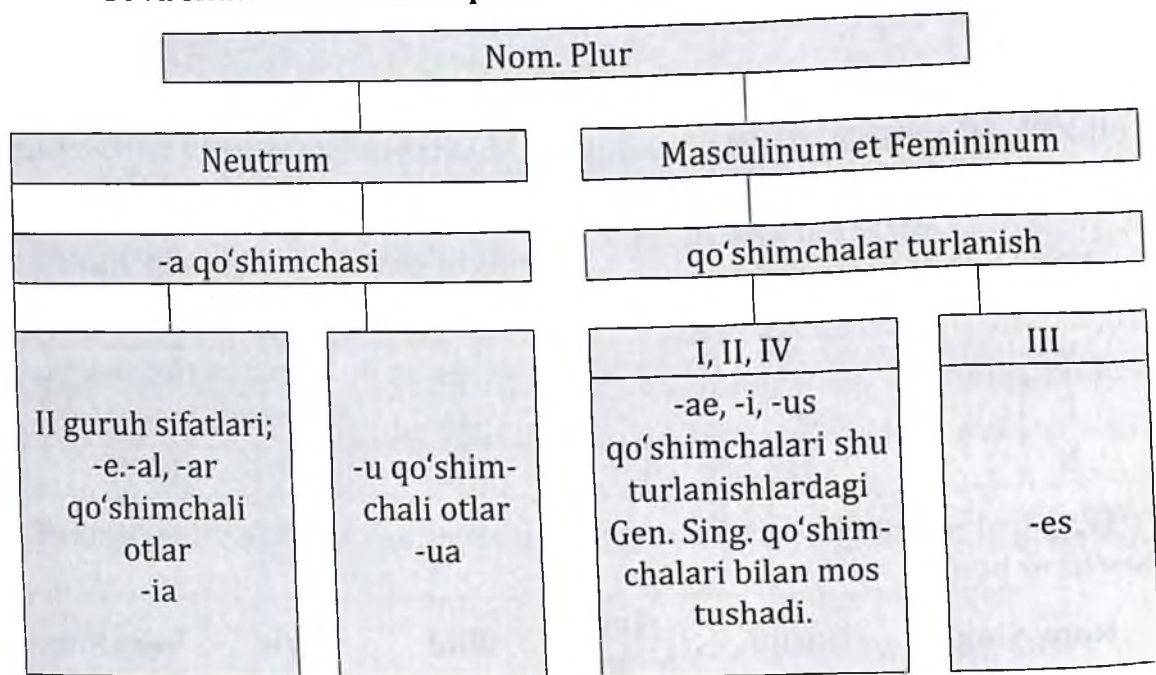 Nom. Plur
Neutrum
Masculinum et Femininum
-a qo‘shimchasi
qo‘shimchalar turlanish
II guruh sifatlari;
-e.-al, -ar
qo‘shimchali
otlar
-ia
-u qo‘shim-
chali otlar
-ua
I, II, IV
-ae, -i, -us
qo‘shimchalari shu
turlanishlardagi
Gen. Sing. qo‘shim-
chalari bilan mos
tushadi.
III
-es